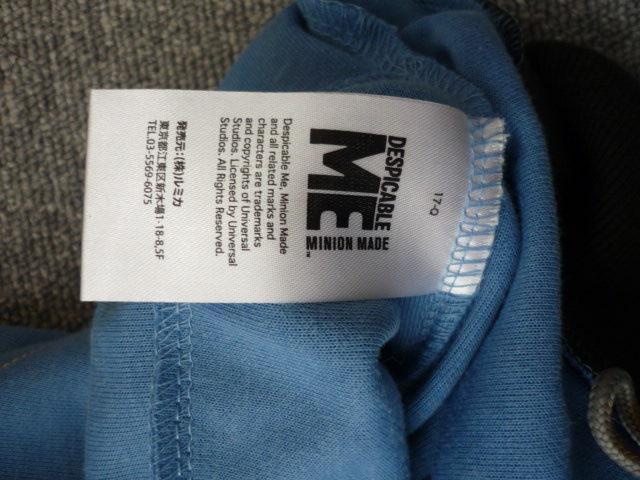 17-Q
DESPICABLE
ME
MINION MADE
™
Despicable Me, Minion Made
and all related marks and
characters are trademarks
and copyrights of Universal
Studios. Licensed by Universal
Studios. All Rights Reserved.
発売元:(株)ルミカ
東京都江東区新木場1-18-8,5F
TEL.03-5569-6075